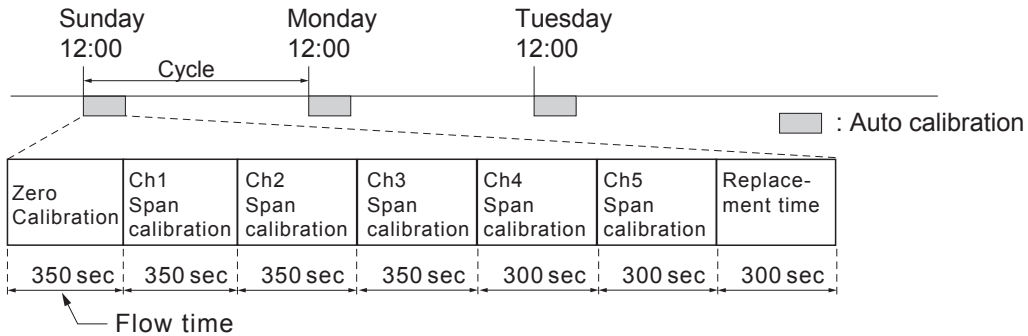 Sunday
12:00
Monday
12:00
Tuesday
12:00
Cycle
: Auto calibration
Zero
Calibration
Ch1
Span
calibration
Ch2
Span
calibration
Ch3
Span
calibration
Ch4
Span
calibration
Ch5
Span
calibration
Replace-
ment time
350 sec
350 sec
350 sec
350 sec
300 sec
300 sec
300 sec
Flow time